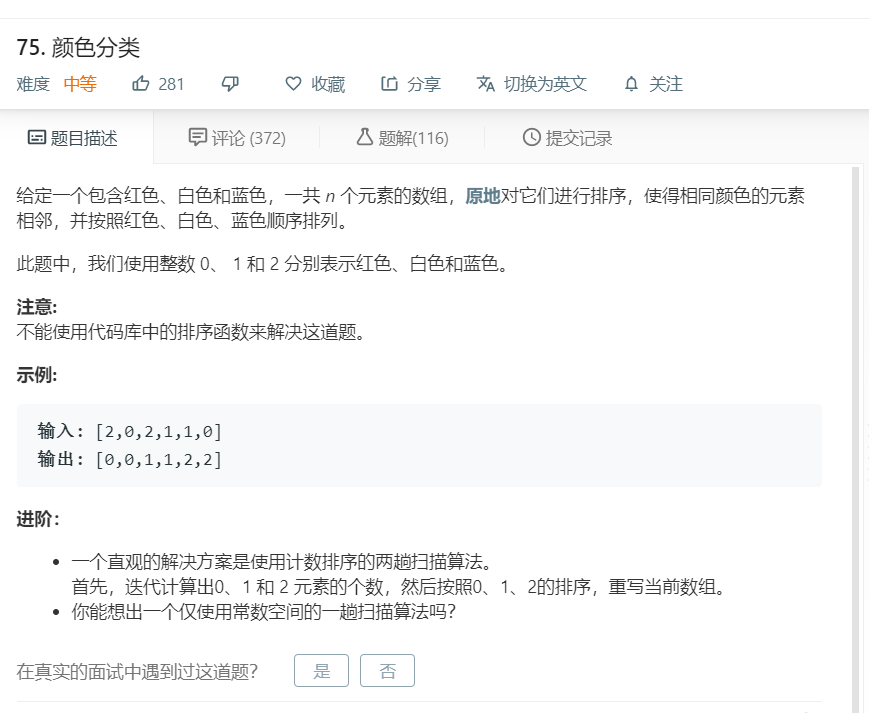 75. 颜色分类
难度 中等 281 收藏 分享 切换为英文 关注
题目描述 评论 (372) 题解(116) 提交记录
给定一个包含红色、白色和蓝色，一共 n 个元素的数组，原地对它们进行排序，使得相同颜色的元素
相邻，并按照红色、白色、蓝色顺序排列。
此题中，我们使用整数 0、 1 和 2 分别表示红色、白色和蓝色。
注意:
不能使用代码库中的排序函数来解决这道题。
示例:
输入: [2,0,2,1,1,0]
输出: [0,0,1,1,2,2]
进阶：
• 一个直观的解决方案是使用计数排序的两趟扫描算法。
首先，迭代计算出0、1 和 2 元素的个数，然后按照0、1、2的排序，重写当前数组。
• 你能想出一个仅使用常数空间的一趟扫描算法吗？
在真实的面试中遇到过这道题？ 是 否